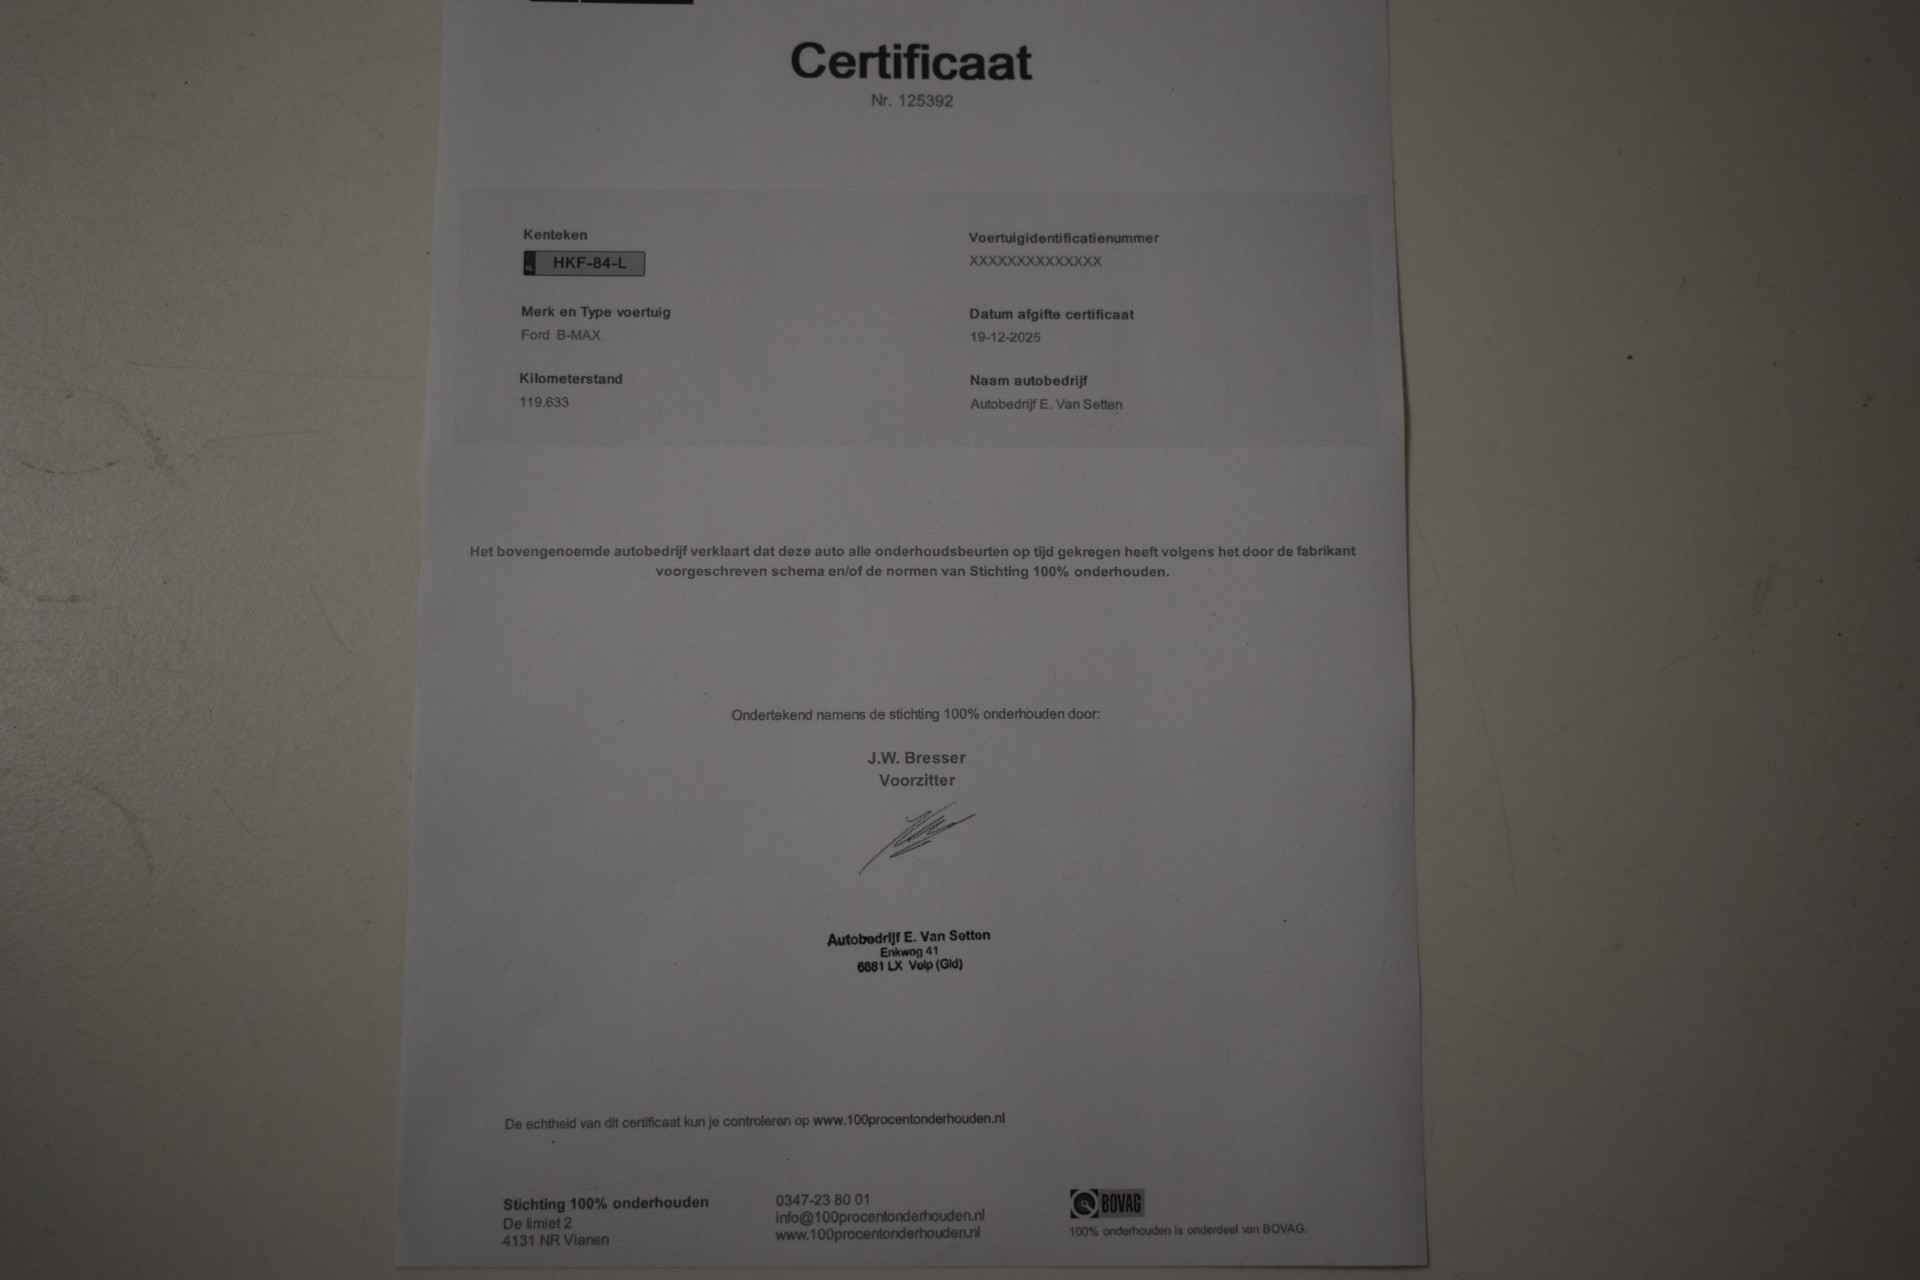 Certificaat
Nr. 125392
Kenteken
HKF-84-L
Voertuigidentificatienummer
XXXXXXXXXXXXXX
Merk en Type voertuig
Ford B-MAX
Datum afgifte certificaat
19-12-2025
Kilometerstand
119.633
Naam autobedrijf
Autobedrijf E. Van Setten
Het bovengenoemde autobedrijf verklaart dat deze auto alle onderhoudsbeurten op tijd gekregen heeft volgens het door de fabrikant
voorgeschreven schema en/of de normen van Stichting 100% onderhouden.
Ondertekend namens de stichting 100% onderhouden door:
J.W. Bresser
Voorzitter
Autobedrijf E. Van Setten
Enkweg 41
6881 LX Velp (Gld)
De echtheid van dit certificaat kun je controleren op www.100procentonderhouden.nl
Stichting 100% onderhouden
De limiet 2
4131 NR Vianen
0347-23 80 01
info@100procentonderhouden.nl
www.100procentonderhouden.nl
BOVAG
100% onderhouden is onderdeel van BOVAG.